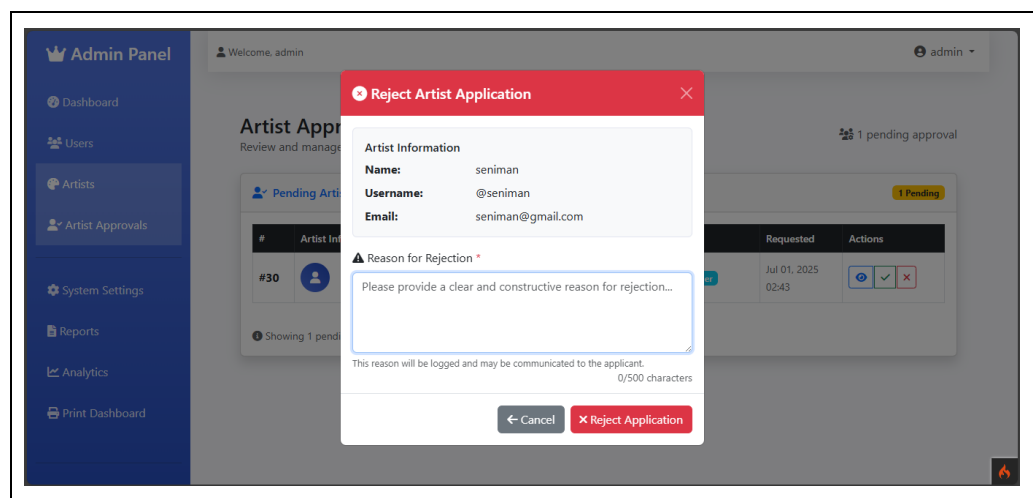 Admin Panel
Welcome, admin
admin
Dashboard
Users
Artists
Artist Approvals
System Settings
Reports
Analytics
Print Dashboard
Artist Appr
Review and manage
1 pending approval
Pending Arti
1 Pending
# Artist Inf Requested Actions
#30 Jul 01, 2025
02:43
er
Showing 1 pendi
Reject Artist Application
Artist Information
Name: seniman
Username: @seniman
Email: seniman@gmail.com
Reason for Rejection *
Please provide a clear and constructive reason for rejection...
This reason will be logged and may be communicated to the applicant.
0/500 characters
Cancel
Reject Application